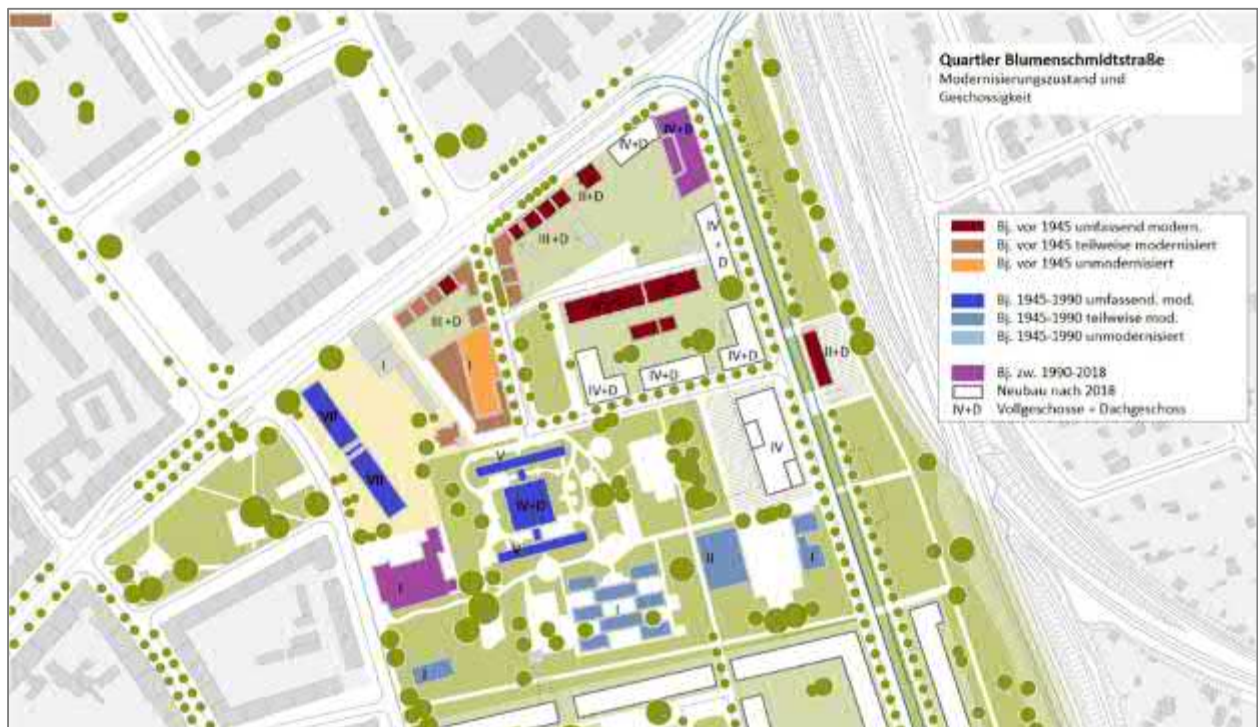 Quartier Blumenschmidtstraße
Modernisierungszustand und
Geschossigkeit
Bj. vor 1945 umfassend modern.
Bj. vor 1945 teilweise modernisiert
Bj. vor 1945 unmodernisiert
Bj. 1945-1990 umfassend. mod.
Bj. 1945-1990 teilweise mod.
Bj. 1945-1990 unmodernisiert
Bj. zw. 1990-2018
Neubau nach 2018
IV+D Vollgeschosse + Dachgeschoss
IV+D
IV+D
II+D
III+D
IV
+
D
III+D
I
I
II+D
IV+D
IV+D
IV+D
VII
VII
V
IV
IV+D
V
I
II
I
I
I